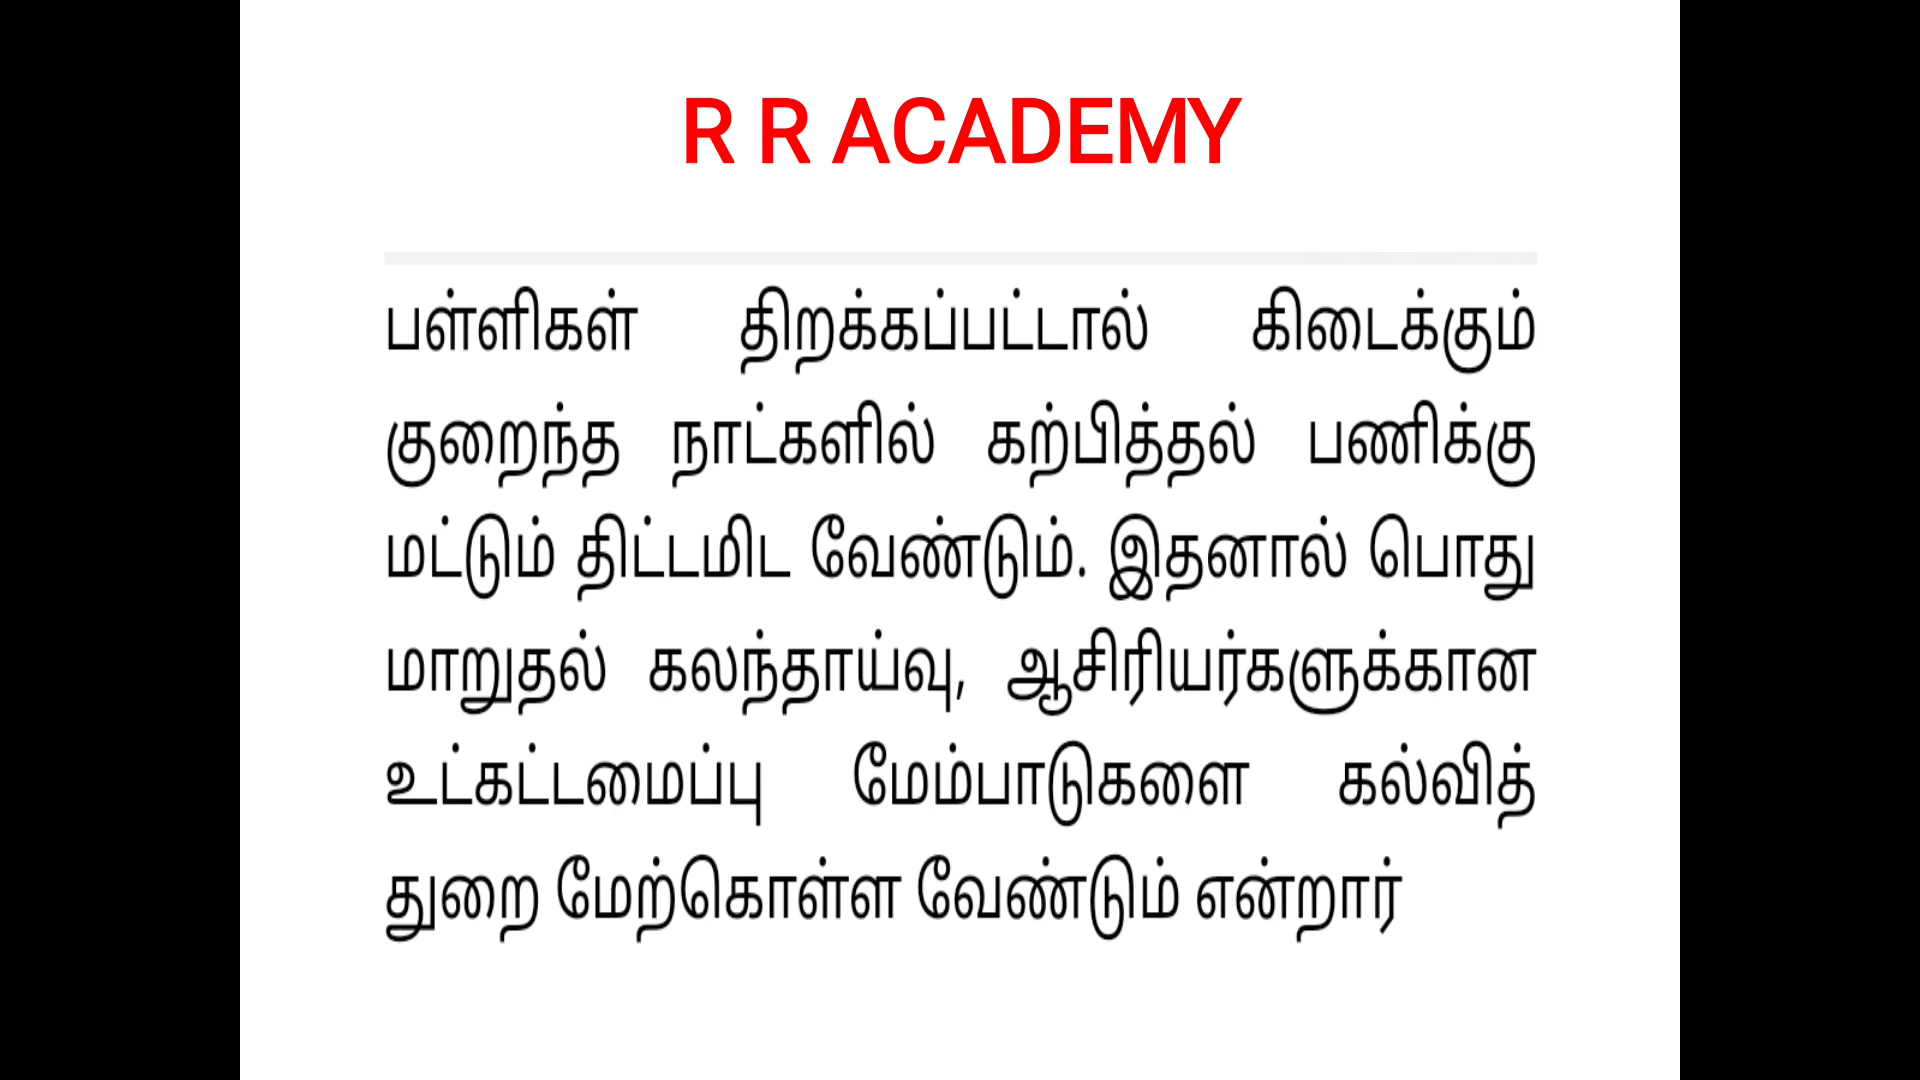 R R ACADEMY
பள்ளிகள் திறக்கப்பட்டால் கிடைக்கும்
குறைந்த நாட்களில் கற்பித்தல் பணிக்கு
மட்டும் திட்டமிட வேண்டும். இதனால் பொது
மாறுதல் கலந்தாய்வு, ஆசிரியர்களுக்கான
உட்கட்டமைப்பு மேம்பாடுகளை கல்வித்
துறை மேற்கொள்ள வேண்டும் என்றார்